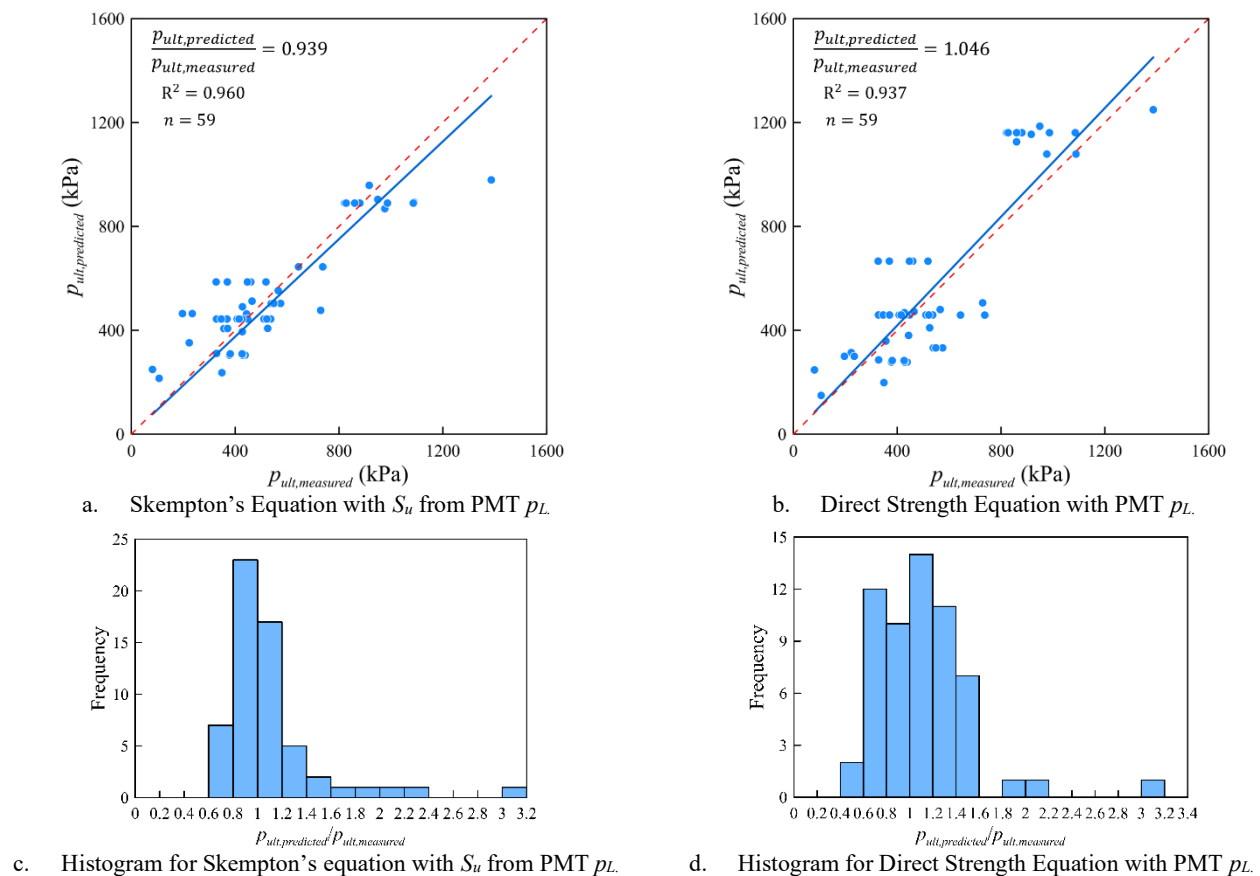 1600
1200
800
400
0
p_ult,predicted (kPa)
p_ult,predicted
p_ult,measured
= 0.939
R² = 0.960
n = 59
0 400 800 1200 1600
p_ult,measured (kPa)
a. Skempton's Equation with S_u from PMT p_L.
1600
1200
800
400
0
p_ult,predicted (kPa)
p_ult,predicted
p_ult,measured
= 1.046
R² = 0.937
n = 59
0 400 800 1200 1600
p_ult,measured (kPa)
b. Direct Strength Equation with PMT p_L.
25
20
15
10
5
0
Frequency
0 0.2 0.4 0.6 0.8 1 1.2 1.4 1.6 1.8 2 2.2 2.4 2.6 2.8 3 3.2
p_ult,predicted/p_ult,measured
c. Histogram for Skempton's equation with S_u from PMT p_L.
15
12
9
6
3
0
Frequency
0 0.2 0.4 0.6 0.8 1 1.2 1.4 1.6 1.8 2 2.2 2.4 2.6 2.8 3 3.2 3.4
p_ult,predicted/p_ult,measured
d. Histogram for Direct Strength Equation with PMT p_L.